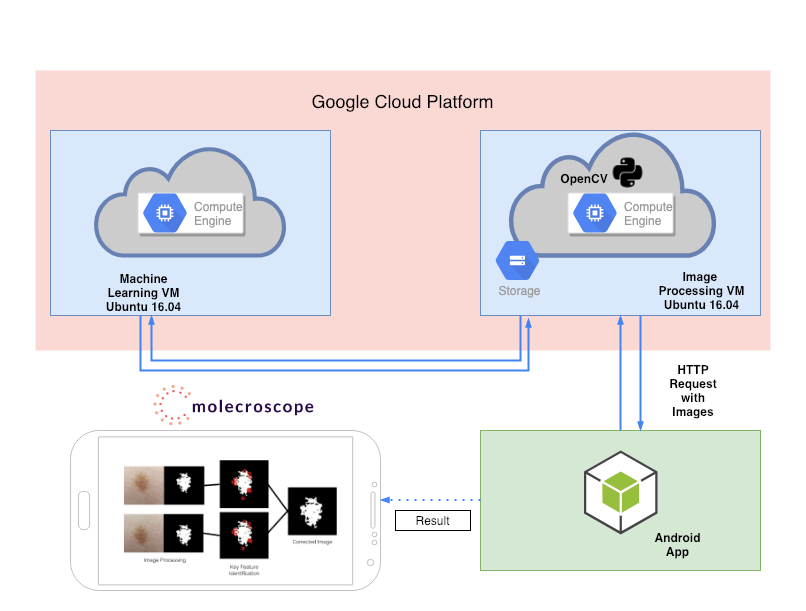 Google Cloud Platform
Compute
Engine
Machine
Learning VM
Ubuntu 16.04
OpenCV
Compute
Engine
Storage
Image
Processing VM
Ubuntu 16.04
HTTP
Request
with
Images
molecroscope
Image Processing
Key Feature
Identification
Corrected Image
Result
Android
App